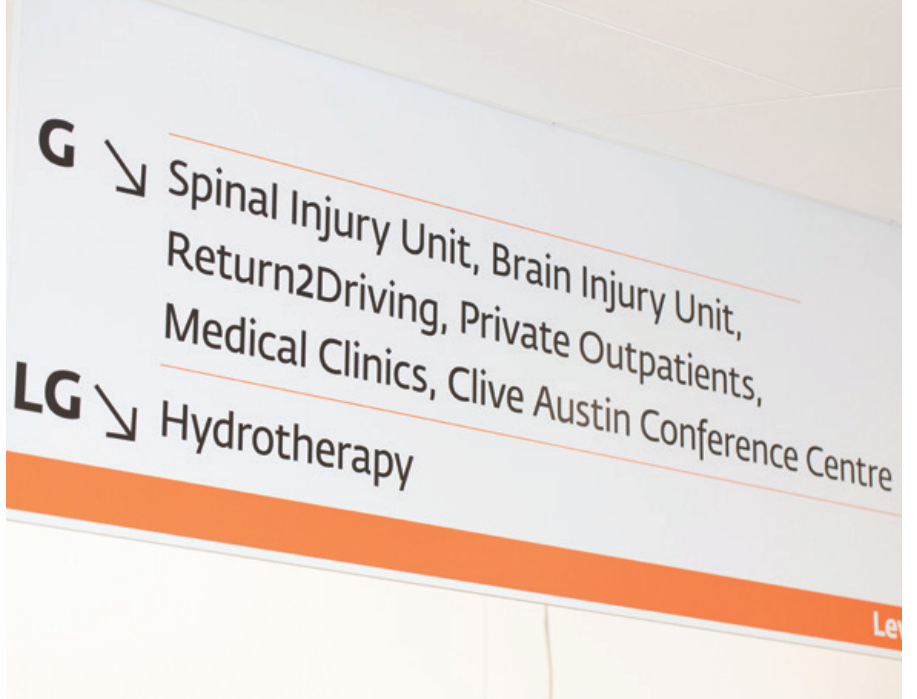 G ↘ Spinal Injury Unit, Brain Injury Unit,
Return2Driving, Private Outpatients,
Medical Clinics, Clive Austin Conference Centre
LG ↘ Hydrotherapy